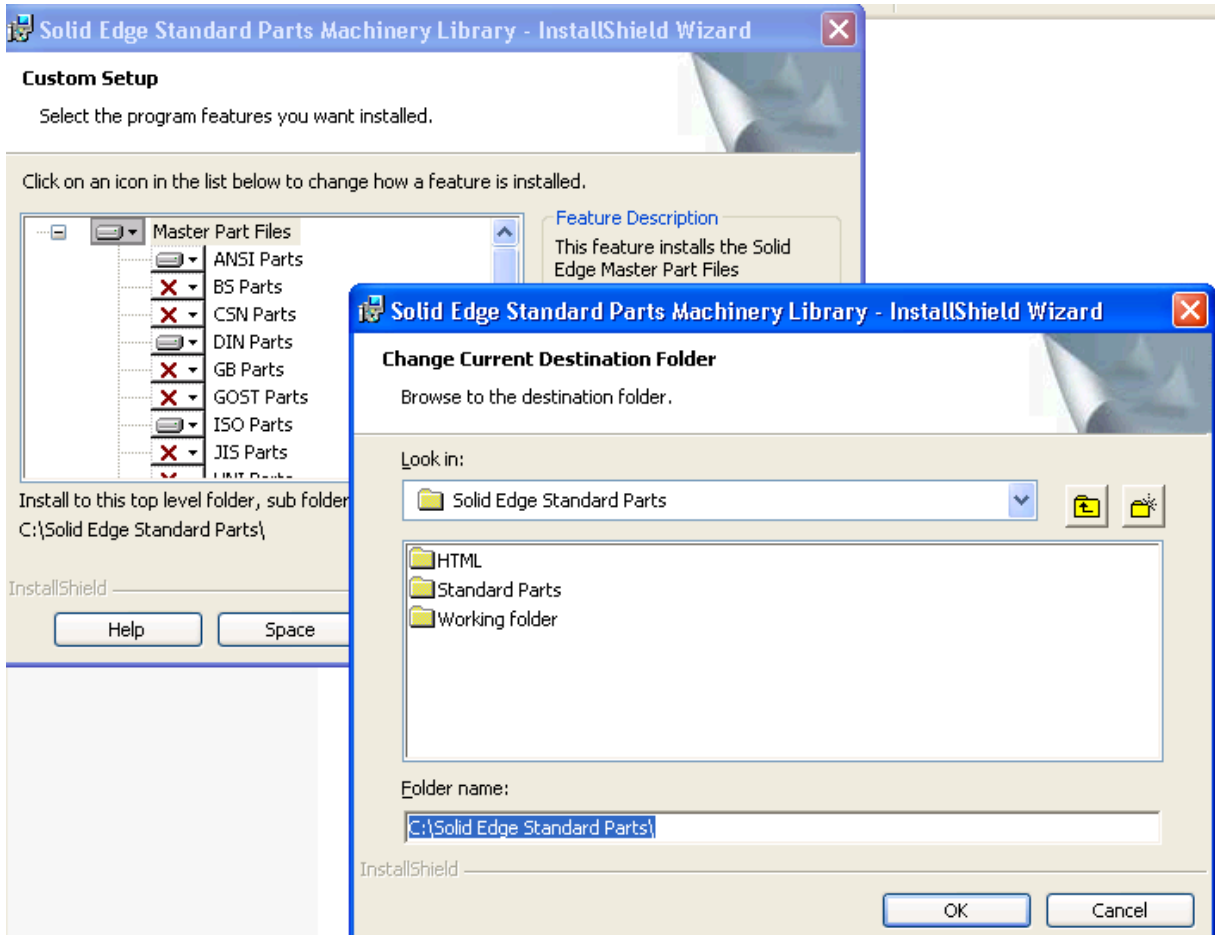 Solid Edge Standard Parts Machinery Library - InstallShield Wizard
Custom Setup
Select the program features you want installed.
Click on an icon in the list below to change how a feature is installed.
Master Part Files
ANSI Parts
BS Parts
CSN Parts
DIN Parts
GB Parts
GOST Parts
ISO Parts
JIS Parts
Feature Description
This feature installs the Solid
Edge Master Part Files
Install to this top level folder, sub folder
C:\Solid Edge Standard Parts\
InstallShield
Help
Space
Solid Edge Standard Parts Machinery Library - InstallShield Wizard
Change Current Destination Folder
Browse to the destination folder.
Look in:
Solid Edge Standard Parts
HTML
Standard Parts
Working folder
Folder name:
C:\Solid Edge Standard Parts\
InstallShield
OK
Cancel